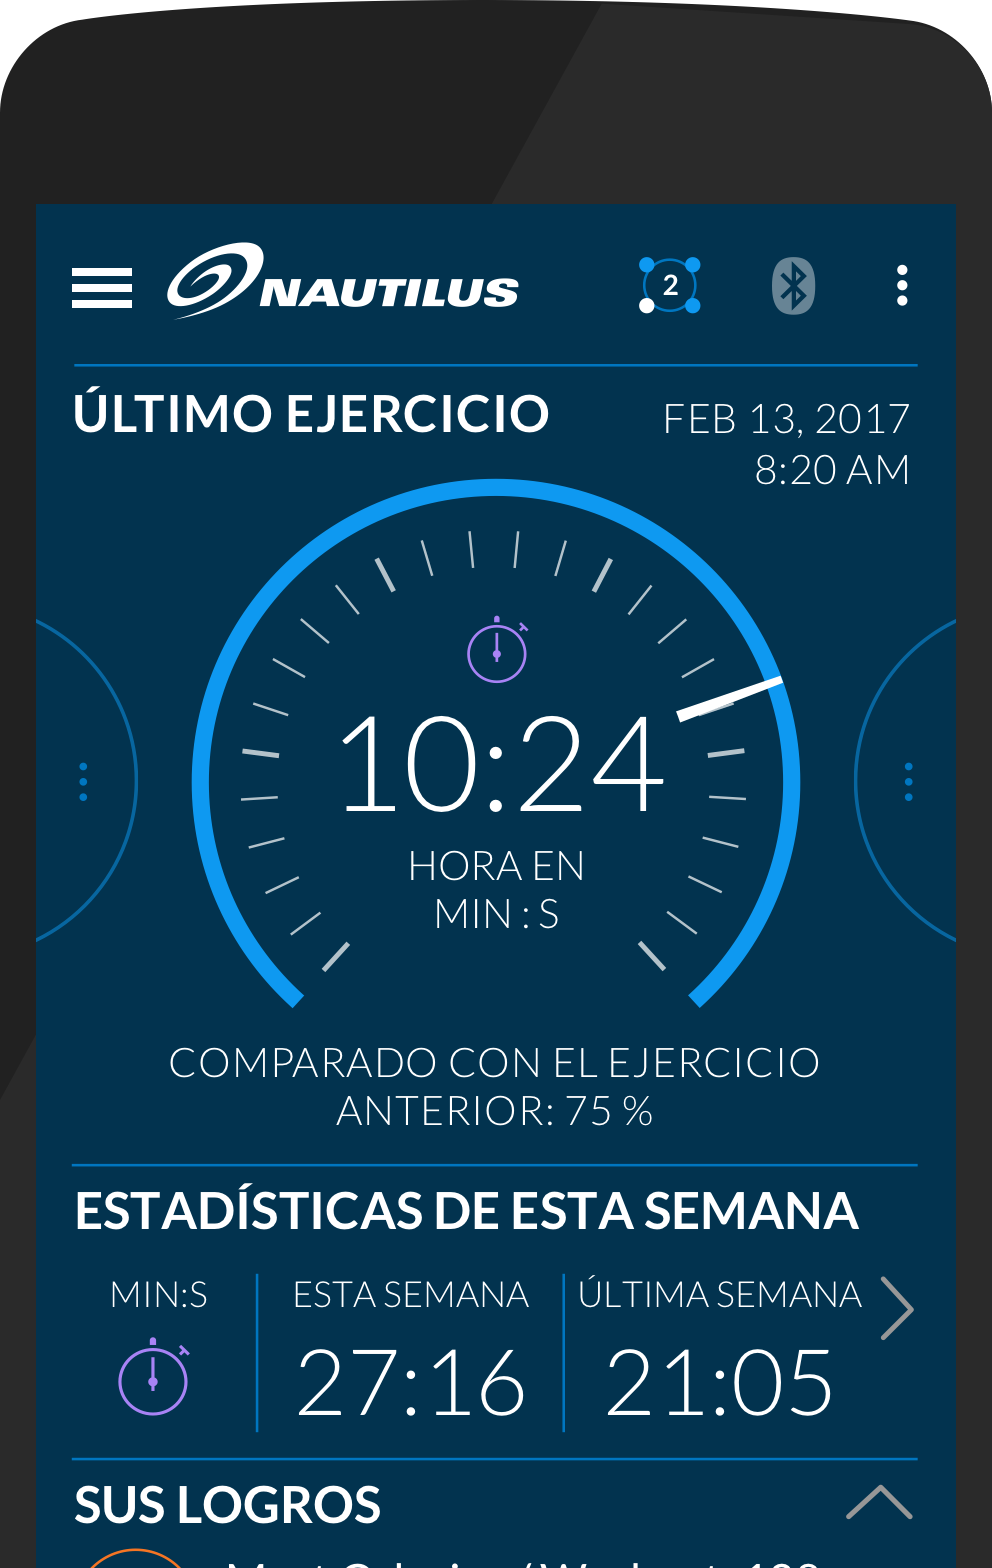 NAUTILUS
2
ÚLTIMO EJERCICIO
FEB 13, 2017
8:20 AM
10:24
HORA EN
MIN : S
COMPARADO CON EL EJERCICIO
ANTERIOR: 75 %
ESTADÍSTICAS DE ESTA SEMANA
MIN:S
ESTA SEMANA
ÚLTIMA SEMANA
27:16
21:05
SUS LOGROS